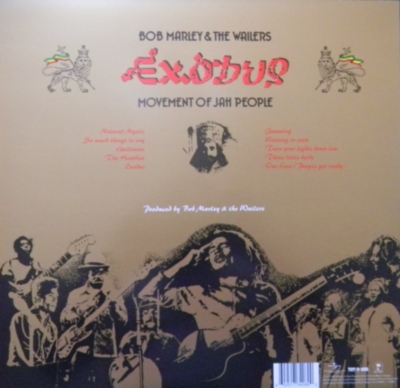 BOB MARLEY & THE WAILERS
EXODUS
MOVEMENT OF JAH PEOPLE
Natural Mystic
So much things to say
Guiltiness
The Heathen
Exodus
Jamming
Waiting in vain
Turn your lights down low
Three little birds
One Love / People get ready
Produced by Bob Marley & the Wailers